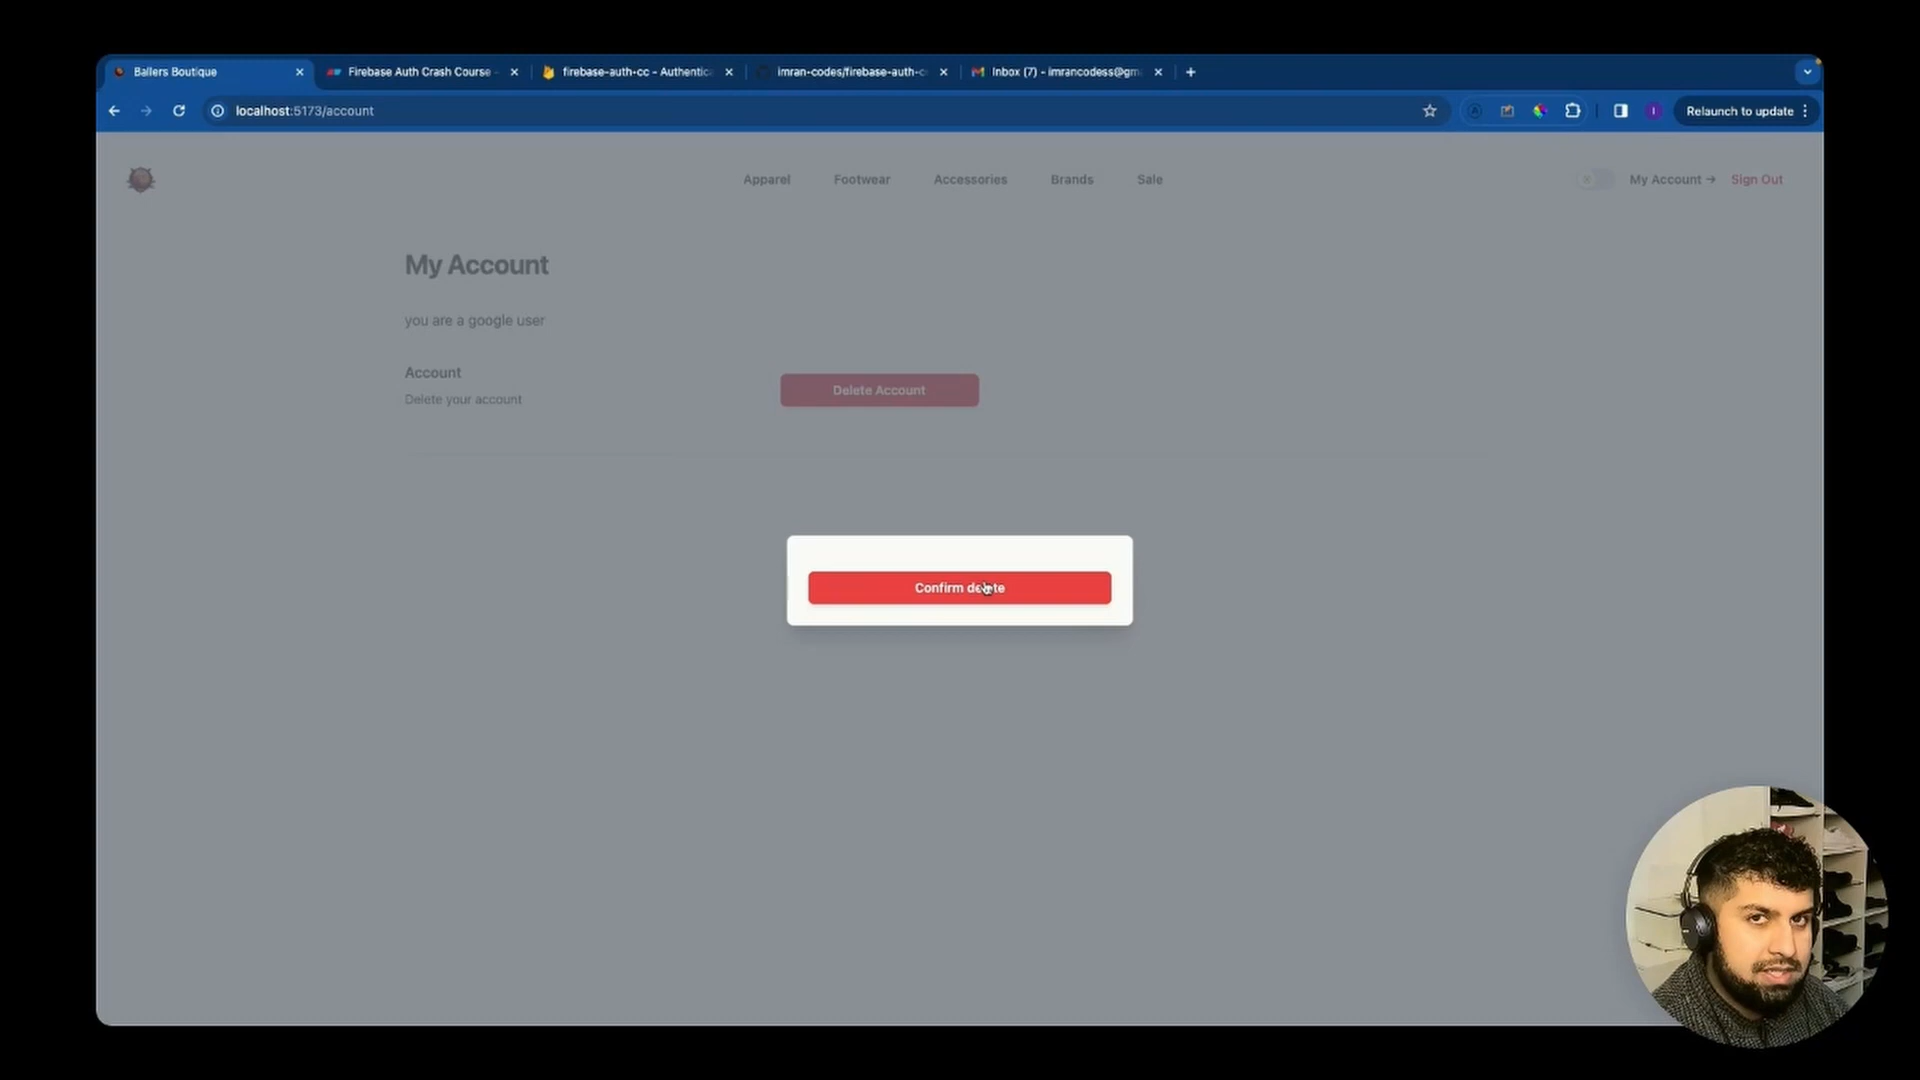 Ballers Boutique
Firebase Auth Crash Course -
firebase-auth-cc - Authentic
imran-codes/firebase-auth-c
Inbox (7) - imrancodess@gm
localhost:5173/account
Relaunch to update
Apparel
Footwear
Accessories
Brands
Sale
My Account →
Sign Out
My Account
you are a google user
Account
Delete your account
Delete Account
Confirm delete